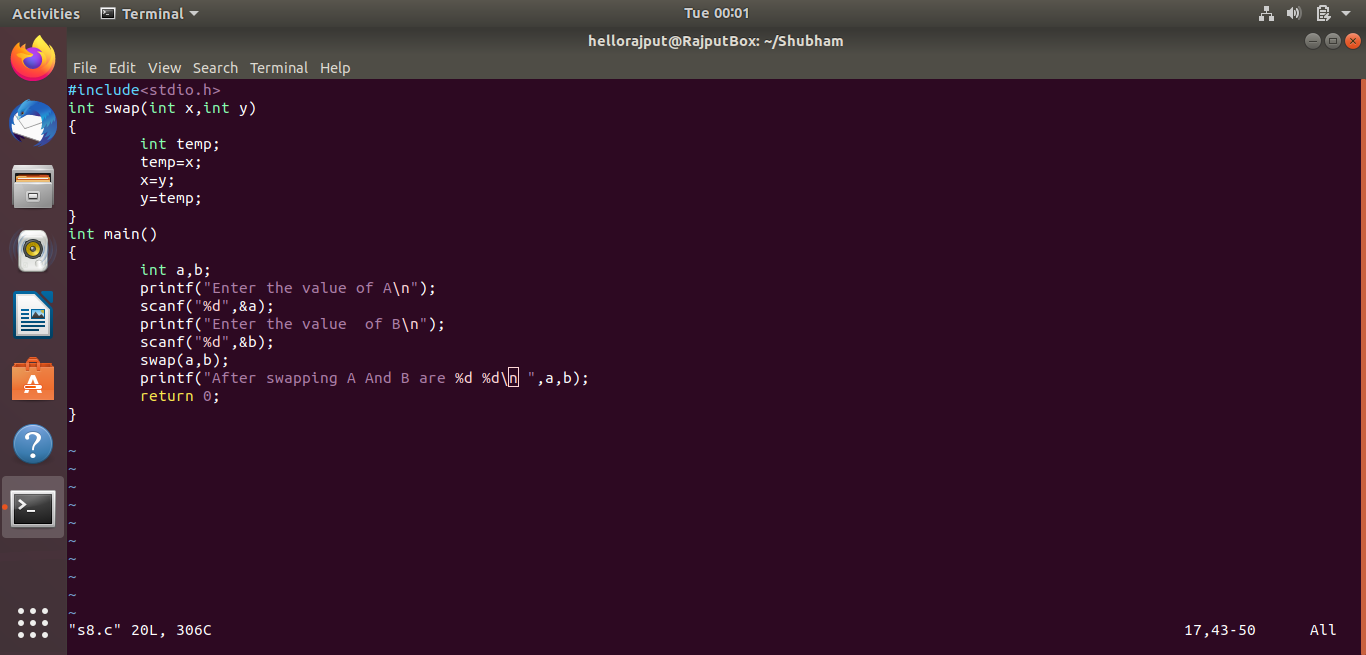 Activities Terminal Tue 00:01
hellorajput@RajputBox: ~/Shubham
File Edit View Search Terminal Help
#include<stdio.h>
int swap(int x,int y)
{
        int temp;
        temp=x;
        x=y;
        y=temp;
}
int main()
{
        int a,b;
        printf("Enter the value of A\n");
        scanf("%d",&a);
        printf("Enter the value  of B\n");
        scanf("%d",&b);
        swap(a,b);
        printf("After swapping A And B are %d %d\n ",a,b);
        return 0;
}
~
~
~
~
~
~
~
~
~
~
"s8.c" 20L, 306C 17,43-50 All